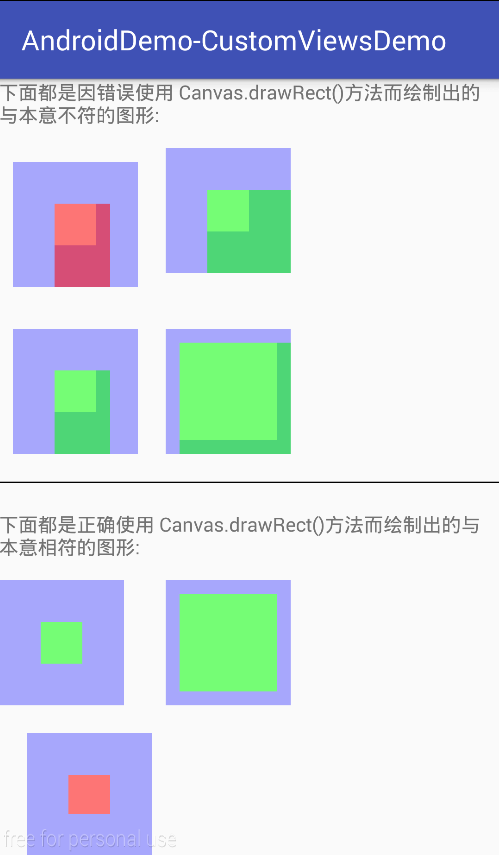 AndroidDemo-CustomViewsDemo
下面都是因错误使用 Canvas.drawRect()方法而绘制出的
与本意不符的图形:
下面都是正确使用 Canvas.drawRect()方法而绘制出的与
本意相符的图形:
free for personal use